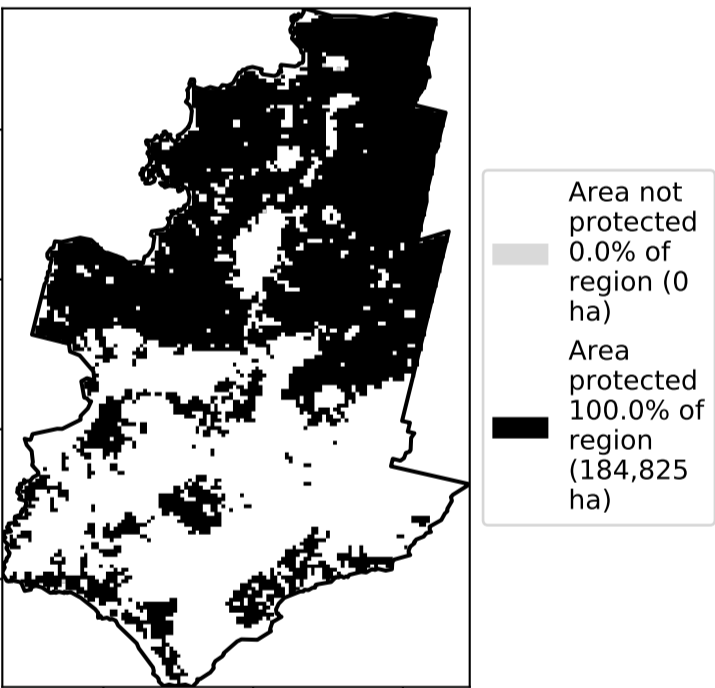 Area not
protected
0.0% of
region (0
ha)
Area
protected
100.0% of
region
(184,825
ha)